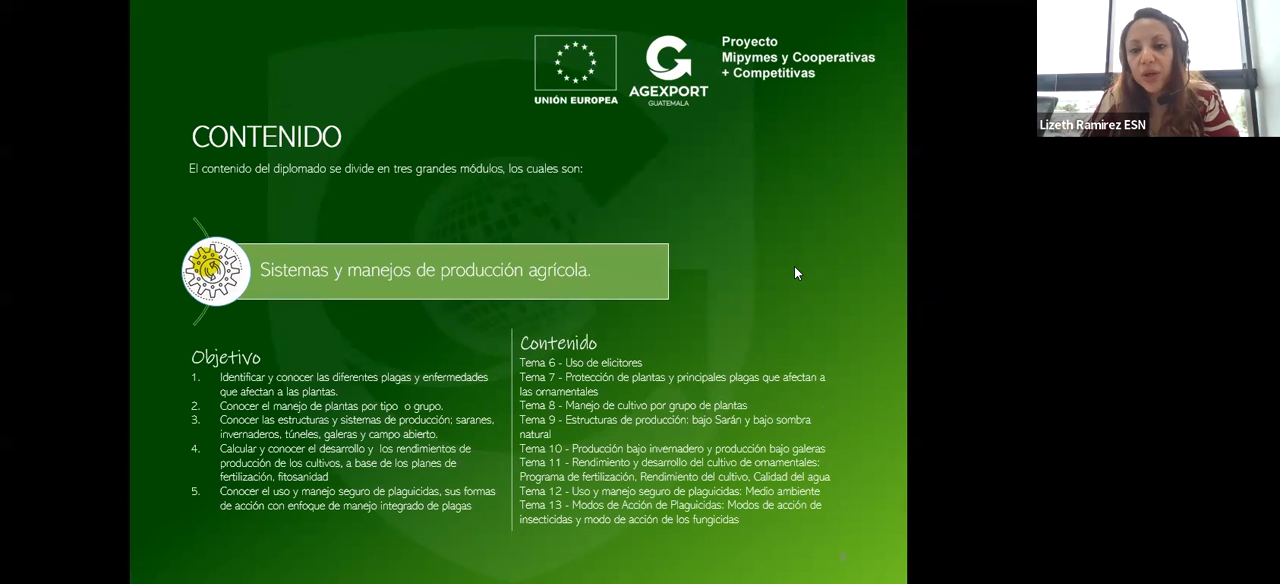 UNIÓN EUROPEA
AGEXPORT
GUATEMALA
Proyecto
Mipymes y Cooperativas
+ Competitivas
Lizeth Ramirez ESN
CONTENIDO
El contenido del diplomado se divide en tres grandes módulos, los cuales son:
Sistemas y manejos de producción agrícola.
Objetivo
1. Identificar y conocer las diferentes plagas y enfermedades
que afectan a las plantas.
2. Conocer el manejo de plantas por tipo o grupo.
3. Conocer las estructuras y sistemas de producción; saranes,
invernaderos, túneles, galeras y campo abierto.
4. Calcular y conocer el desarrollo y los rendimientos de
producción de los cultivos, a base de los planes de
fertilización, fitosanidad
5. Conocer el uso y manejo seguro de plaguicidas, sus formas
de acción con enfoque de manejo integrado de plagas
Contenido
Tema 6 - Uso de elicitores
Tema 7 - Protección de plantas y principales plagas que afectan a
las ornamentales
Tema 8 - Manejo de cultivo por grupo de plantas
Tema 9 - Estructuras de producción: bajo Sarán y bajo sombra
natural
Tema 10 - Producción bajo invernadero y producción bajo galeras
Tema 11 - Rendimiento y desarrollo del cultivo de ornamentales:
Programa de fertilización, Rendimiento del cultivo, Calidad del agua
Tema 12 - Uso y manejo seguro de plaguicidas: Medio ambiente
Tema 13 - Modos de Acción de Plaguicidas: Modos de acción de
insecticidas y modo de acción de los fungicidas